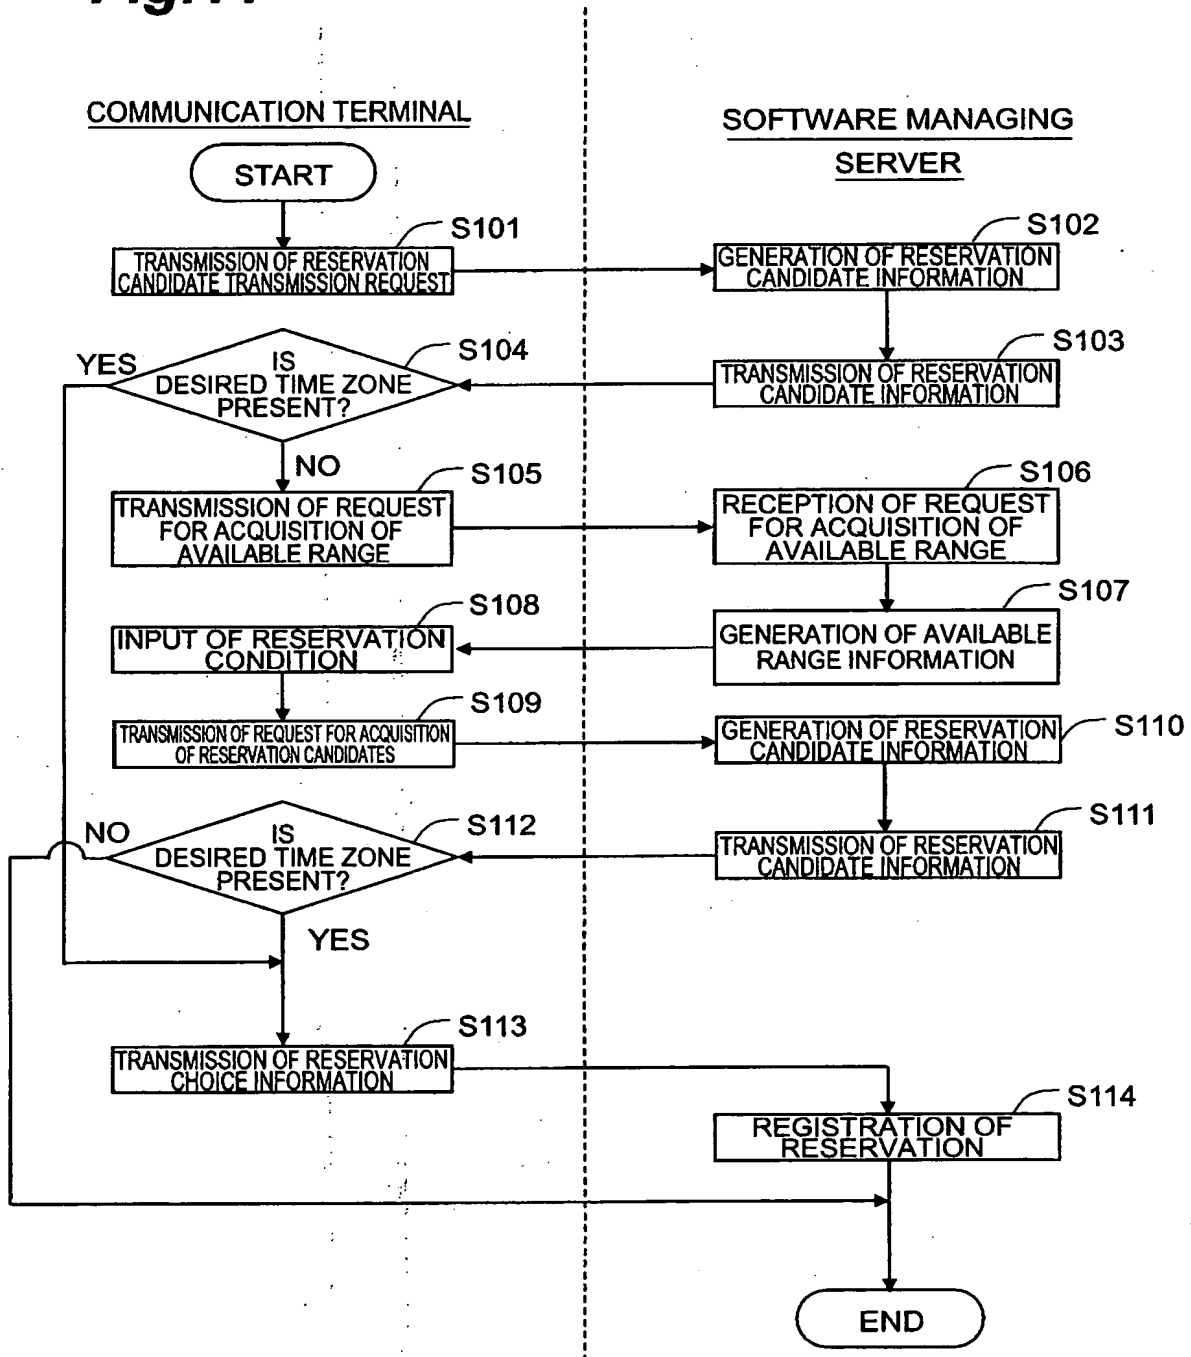 COMMUNICATION TERMINAL
SOFTWARE MANAGING
SERVER
START
S101
TRANSMISSION OF RESERVATION
CANDIDATE TRANSMISSION REQUEST
S102
GENERATION OF RESERVATION
CANDIDATE INFORMATION
S103
TRANSMISSION OF RESERVATION
CANDIDATE INFORMATION
S104
YES
IS
DESIRED TIME ZONE
PRESENT?
NO
S105
TRANSMISSION OF REQUEST
FOR ACQUISITION OF
AVAILABLE RANGE
S106
RECEPTION OF REQUEST
FOR ACQUISITION OF
AVAILABLE RANGE
S107
GENERATION OF AVAILABLE
RANGE INFORMATION
S108
INPUT OF RESERVATION
CONDITION
S109
TRANSMISSION OF REQUEST FOR ACQUISITION
OF RESERVATION CANDIDATES
S110
GENERATION OF RESERVATION
CANDIDATE INFORMATION
S111
TRANSMISSION OF RESERVATION
CANDIDATE INFORMATION
S112
NO
IS
DESIRED TIME ZONE
PRESENT?
YES
S113
TRANSMISSION OF RESERVATION
CHOICE INFORMATION
S114
REGISTRATION OF
RESERVATION
END